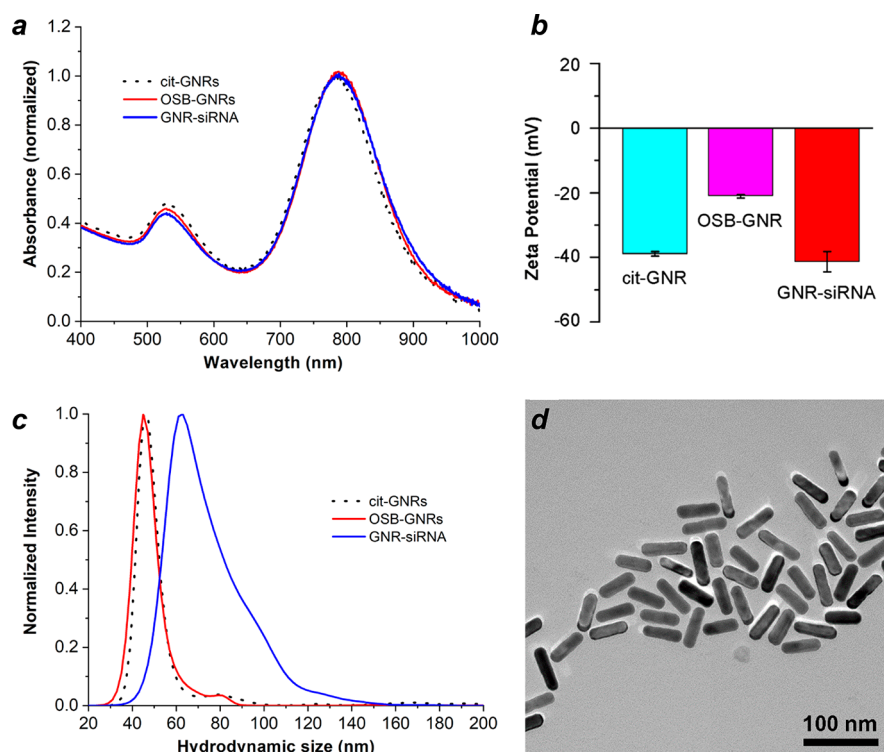 a
1.2
1.0
0.8
0.6
0.4
0.2
0.0
Absorbance (normalized)
cit-GNRs
OSB-GNRs
GNR-siRNA
400 500 600 700 800 900 1000
Wavelength (nm)
b
20
0
-20
-40
-60
Zeta Potential (mV)
cit-GNR
OSB-GNR
GNR-siRNA
c
1.0
0.8
0.6
0.4
0.2
0.0
Normalized Intensity
cit-GNRs
OSB-GNRs
GNR-siRNA
20 40 60 80 100 120 140 160 180 200
Hydrodynamic size (nm)
d
100 nm